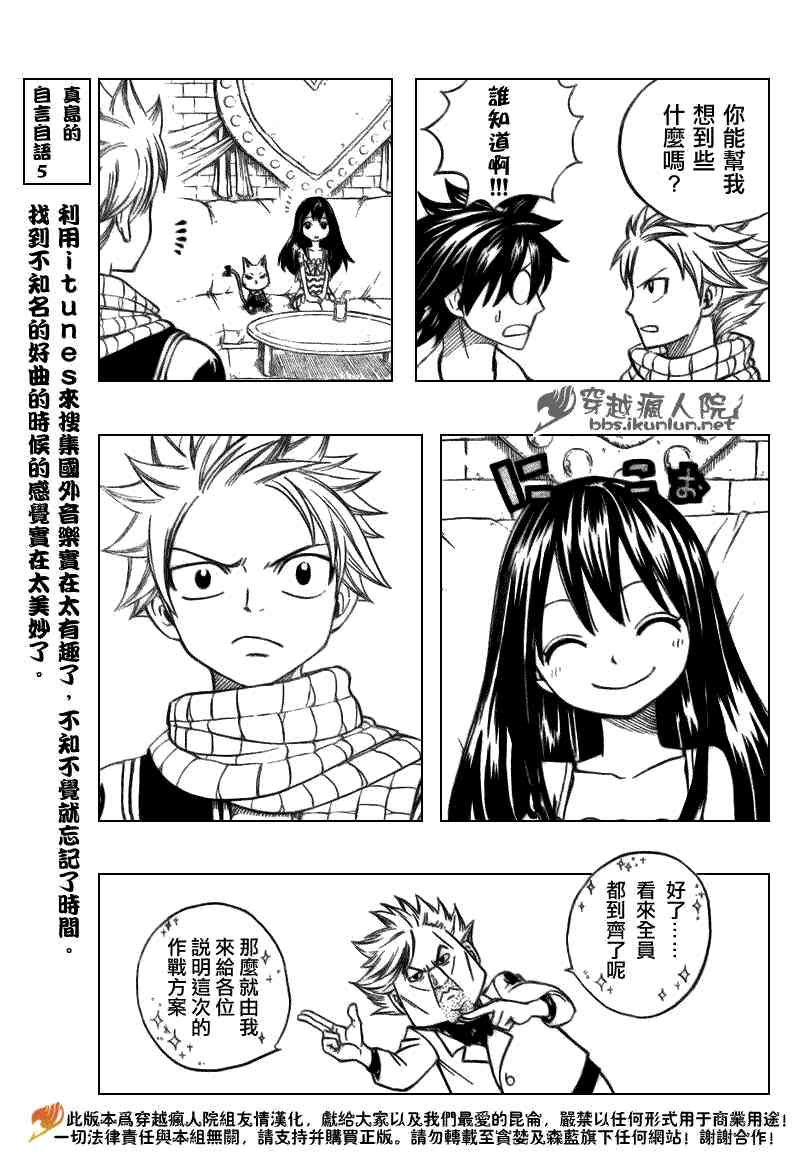 你能幫我
想到些
什麼嗎？
誰知道啊!!!
真島的
自言自語5
利用itunes來搜集國外音樂實在太有趣了，不知不覺就忘記了時間。
找到不知名的好曲的時候的感覺實在太美妙了。
穿越瘋人院
bbs.ikunlun.net
にこぉ
好了……
看來全員
都到齊了呢
那麼就由我
來給各位
說明這次的
作戰方案
此版本爲穿越瘋人院組友情漢化，獻給大家以及我們最愛的昆侖，嚴禁以任何形式用于商業用途！
一切法律責任與本組無關，請支持并購買正版。請勿轉載至貪婪及森藍旗下任何網站！謝謝合作！